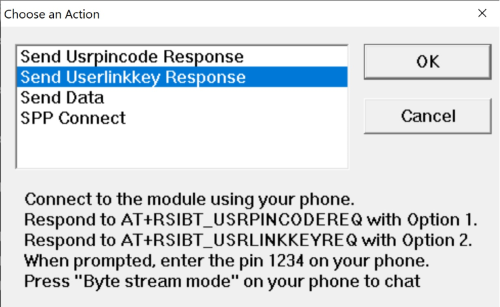 Choose an Action
Send Usrpincode Response
Send Userlinkkey Response
Send Data
SPP Connect
OK
Cancel
Connect to the module using your phone.
Respond to AT+RSIBT_USRPINCODEREQ with Option 1.
Respond to AT+RSIBT_USRLINKKEYREQ with Option 2.
When prompted, enter the pin 1234 on your phone.
Press "Byte stream mode" on your phone to chat